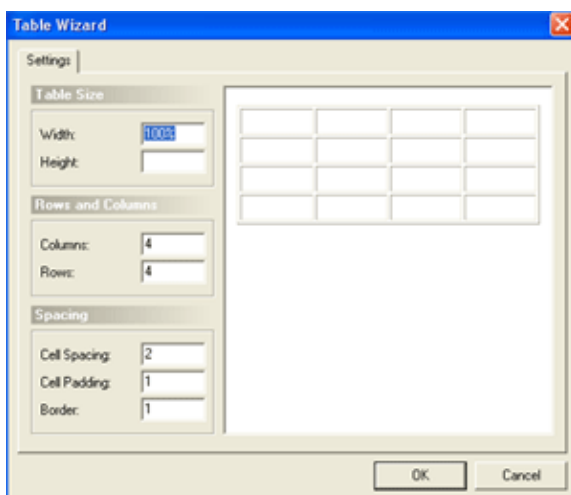 Table Wizard
Settings
Table Size
Width: 100%
Height:
Rows and Columns
Columns: 4
Rows: 4
Spacing
Cell Spacing: 2
Cell Padding: 1
Border: 1
OK Cancel